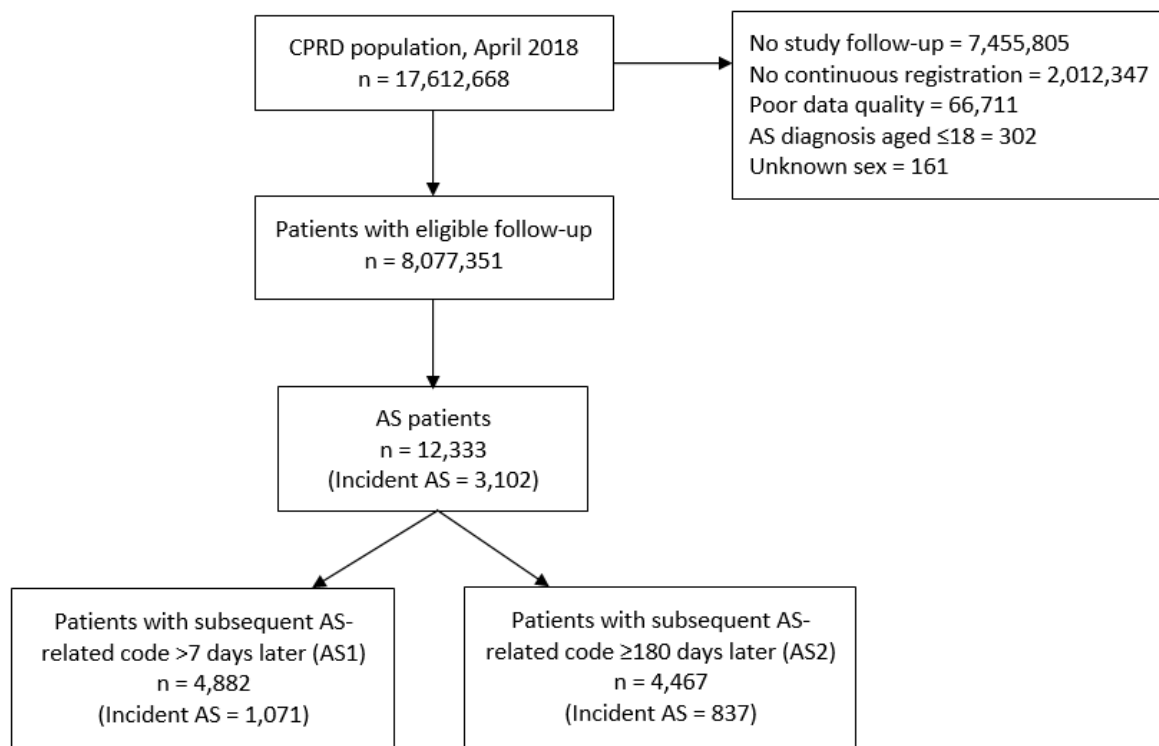 CPRD population, April 2018
n = 17,612,668
No study follow-up = 7,455,805
No continuous registration = 2,012,347
Poor data quality = 66,711
AS diagnosis aged ≤18 = 302
Unknown sex = 161
Patients with eligible follow-up
n = 8,077,351
AS patients
n = 12,333
(Incident AS = 3,102)
Patients with subsequent AS-
related code >7 days later (AS1)
n = 4,882
(Incident AS = 1,071)
Patients with subsequent AS-
related code ≥180 days later (AS2)
n = 4,467
(Incident AS = 837)